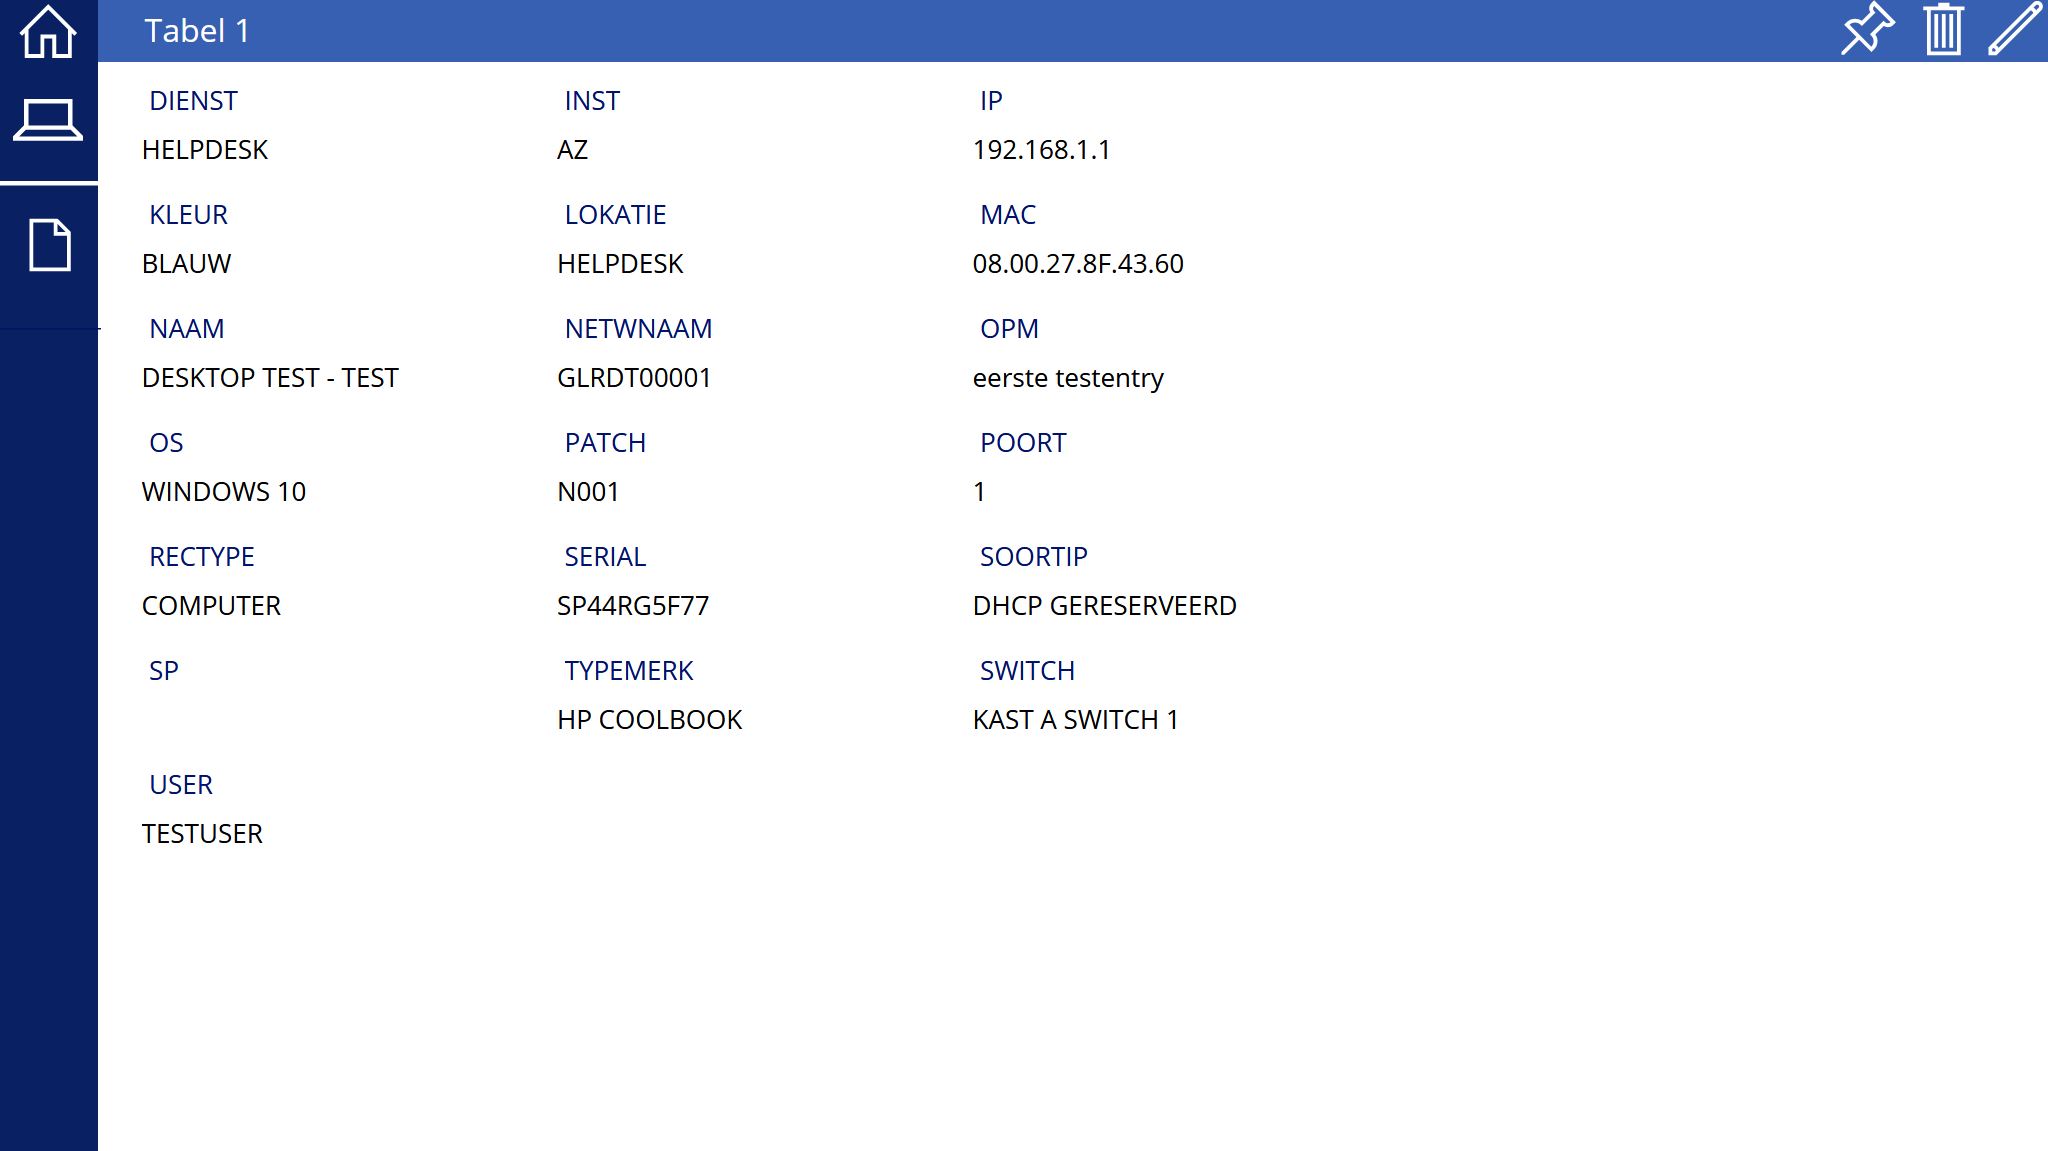 Tabel 1
DIENST INST IP
HELPDESK AZ 192.168.1.1
KLEUR LOKATIE MAC
BLAUW HELPDESK 08.00.27.8F.43.60
NAAM NETWNAAM OPM
DESKTOP TEST - TEST GLRDT00001 eerste testentry
OS PATCH POORT
WINDOWS 10 N001 1
RECTYPE SERIAL SOORTIP
COMPUTER SP44RG5F77 DHCP GERESERVEERD
SP TYPEMERK SWITCH
HP COOLBOOK KAST A SWITCH 1
USER
TESTUSER